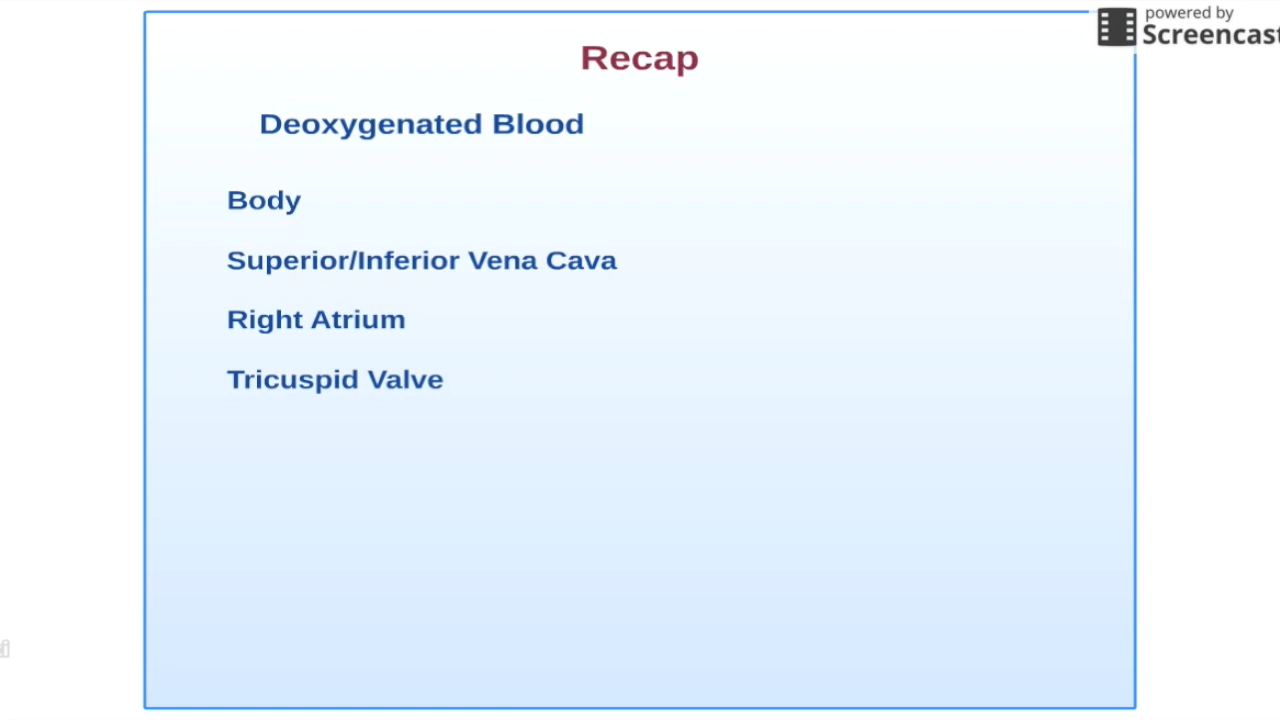 powered by
Screencast
Recap
Deoxygenated Blood
Body
Superior/Inferior Vena Cava
Right Atrium
Tricuspid Valve